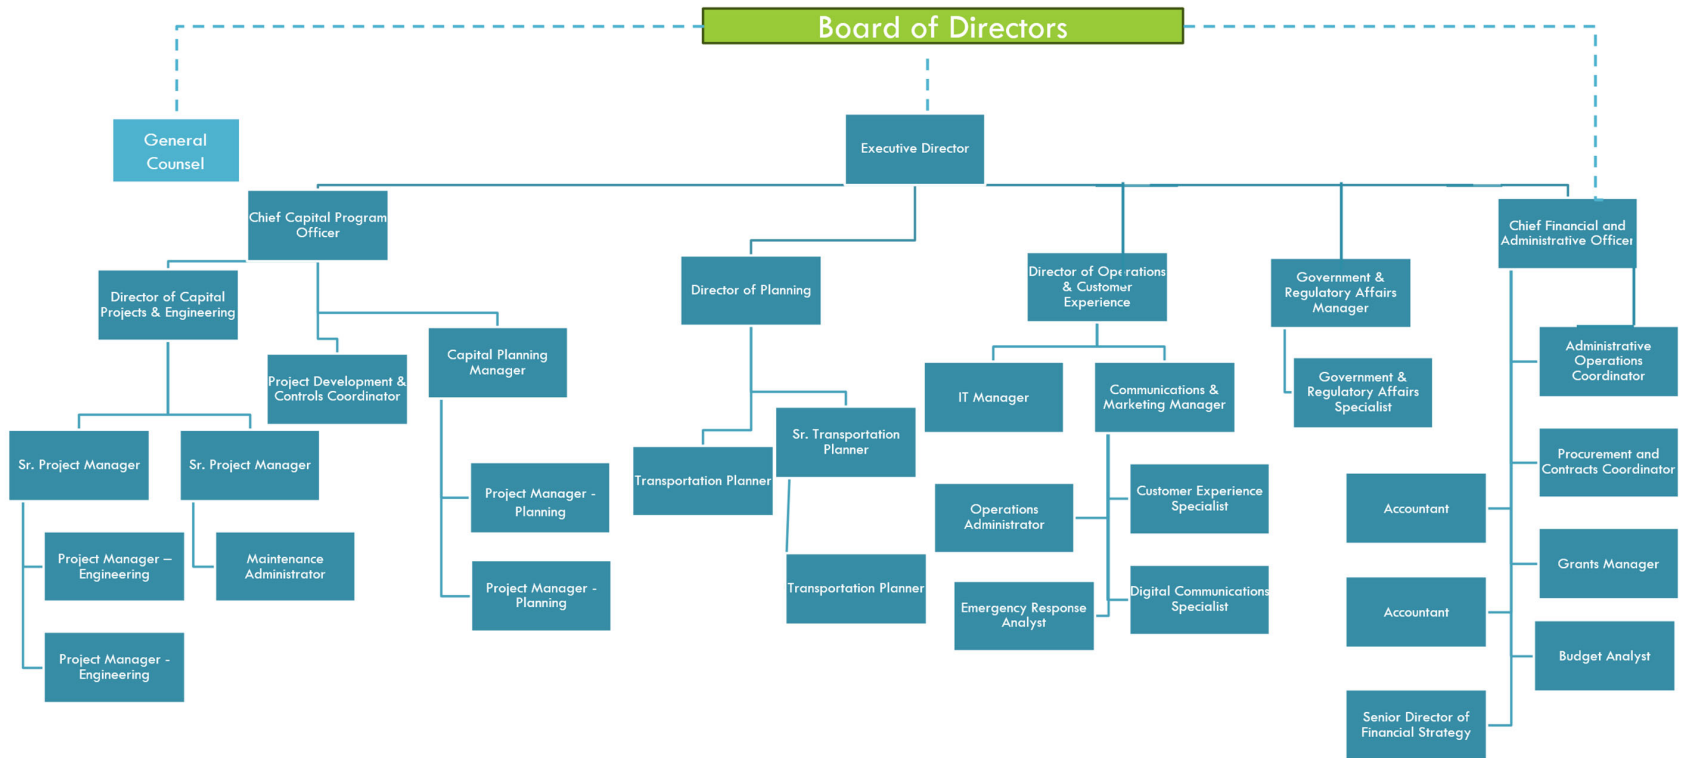 Board of Directors
General
Counsel
Executive Director
Chief Capital Program
Officer
Chief Financial and
Administrative Officer
Director of Capital
Projects & Engineering
Director of Planning
Director of Operations
& Customer
Experience
Government &
Regulatory Affairs
Manager
Project Development &
Controls Coordinator
Capital Planning
Manager
IT Manager
Communications &
Marketing Manager
Government &
Regulatory Affairs
Specialist
Administrative
Operations
Coordinator
Sr. Project Manager
Sr. Project Manager
Transportation Planner
Sr. Transportation
Planner
Procurement and
Contracts Coordinator
Project Manager -
Planning
Operations
Administrator
Customer Experience
Specialist
Accountant
Project Manager –
Engineering
Maintenance
Administrator
Project Manager -
Planning
Transportation Planner
Emergency Response
Analyst
Digital Communications
Specialist
Accountant
Grants Manager
Project Manager -
Engineering
Budget Analyst
Senior Director of
Financial Strategy